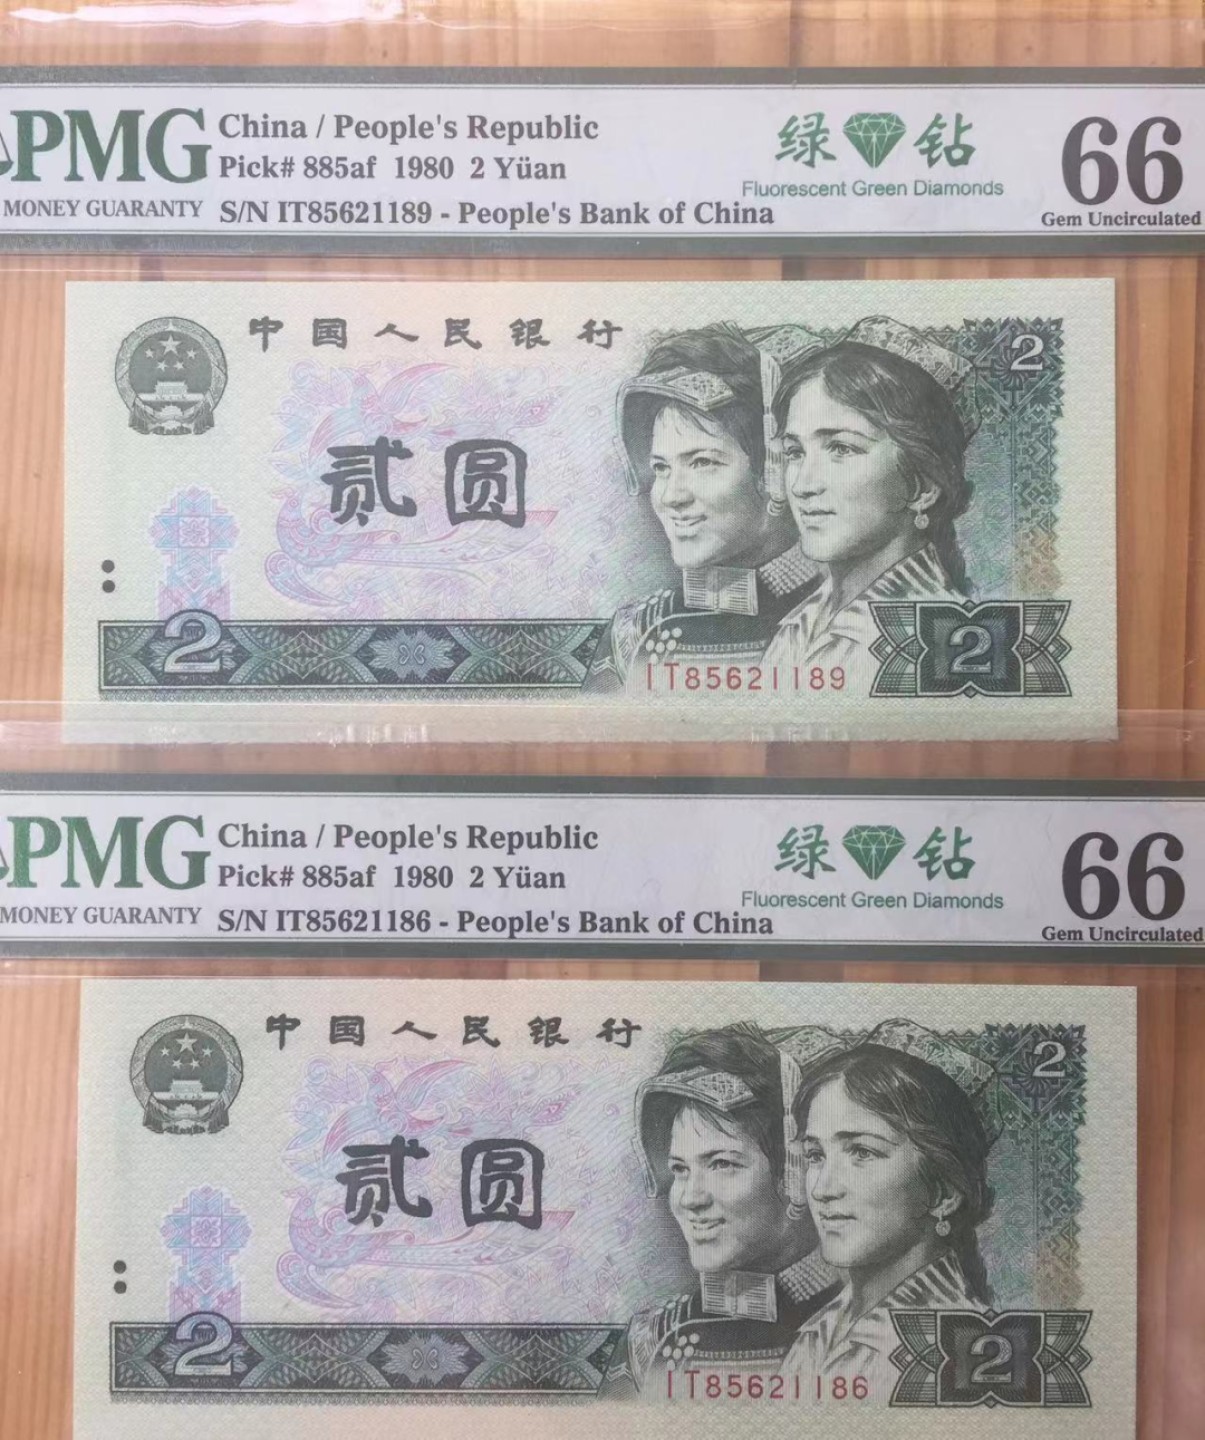 PMG
China / People's Republic
Pick# 885af 1980 2 Yüan
MONEY GUARANTY
S/N IT85621189 - People's Bank of China
绿钻
Fluorescent Green Diamonds
66
Gem Uncirculated
中国人民银行
2
贰圆
2
2
IT85621189
PMG
China / People's Republic
Pick# 885af 1980 2 Yüan
MONEY GUARANTY
S/N IT85621186 - People's Bank of China
绿钻
Fluorescent Green Diamonds
66
Gem Uncirculated
中国人民银行
2
贰圆
2
2
IT85621186